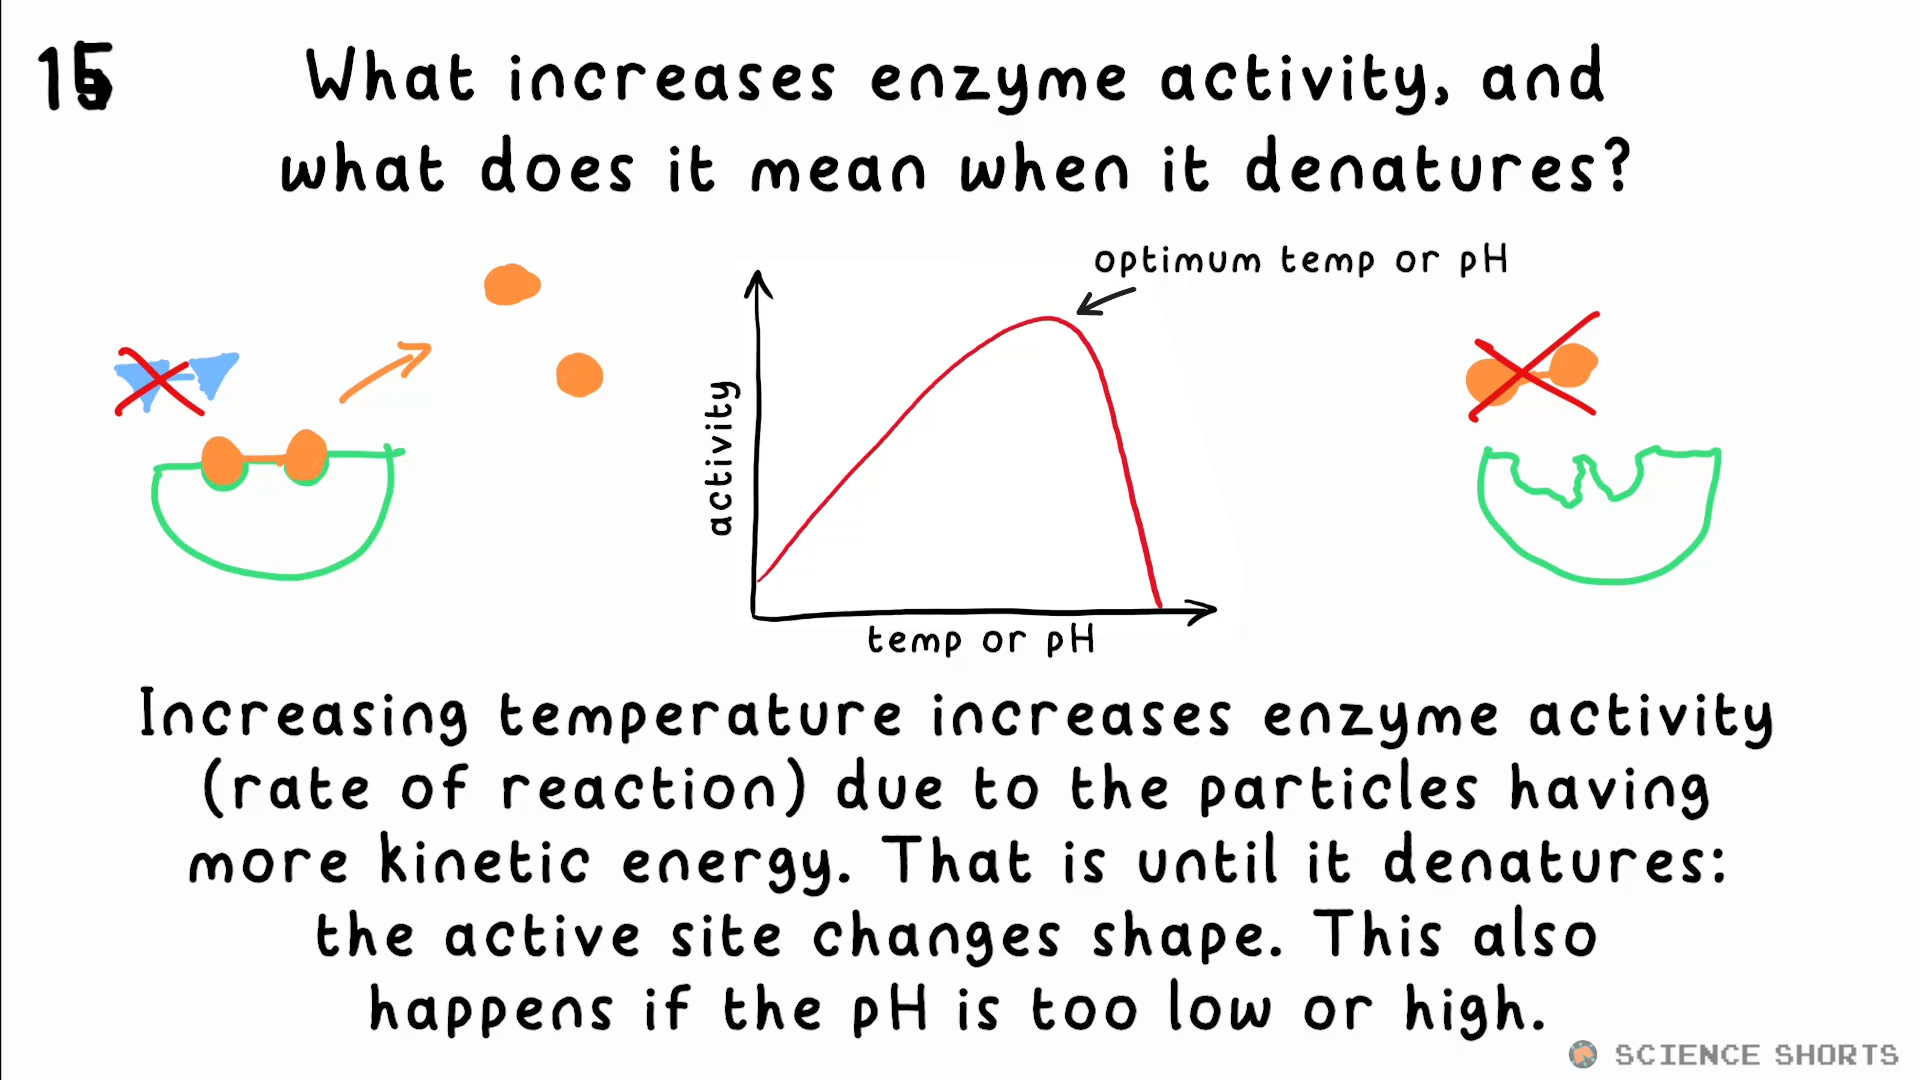 What increases enzyme activity, and
what does it mean when it denatures?
optimum temp or pH
activity
temp or pH
Increasing temperature increases enzyme activity
(rate of reaction) due to the particles having
more kinetic energy. That is until it denatures:
the active site changes shape. This also
happens if the pH is too low or high.
SCIENCE SHORTS